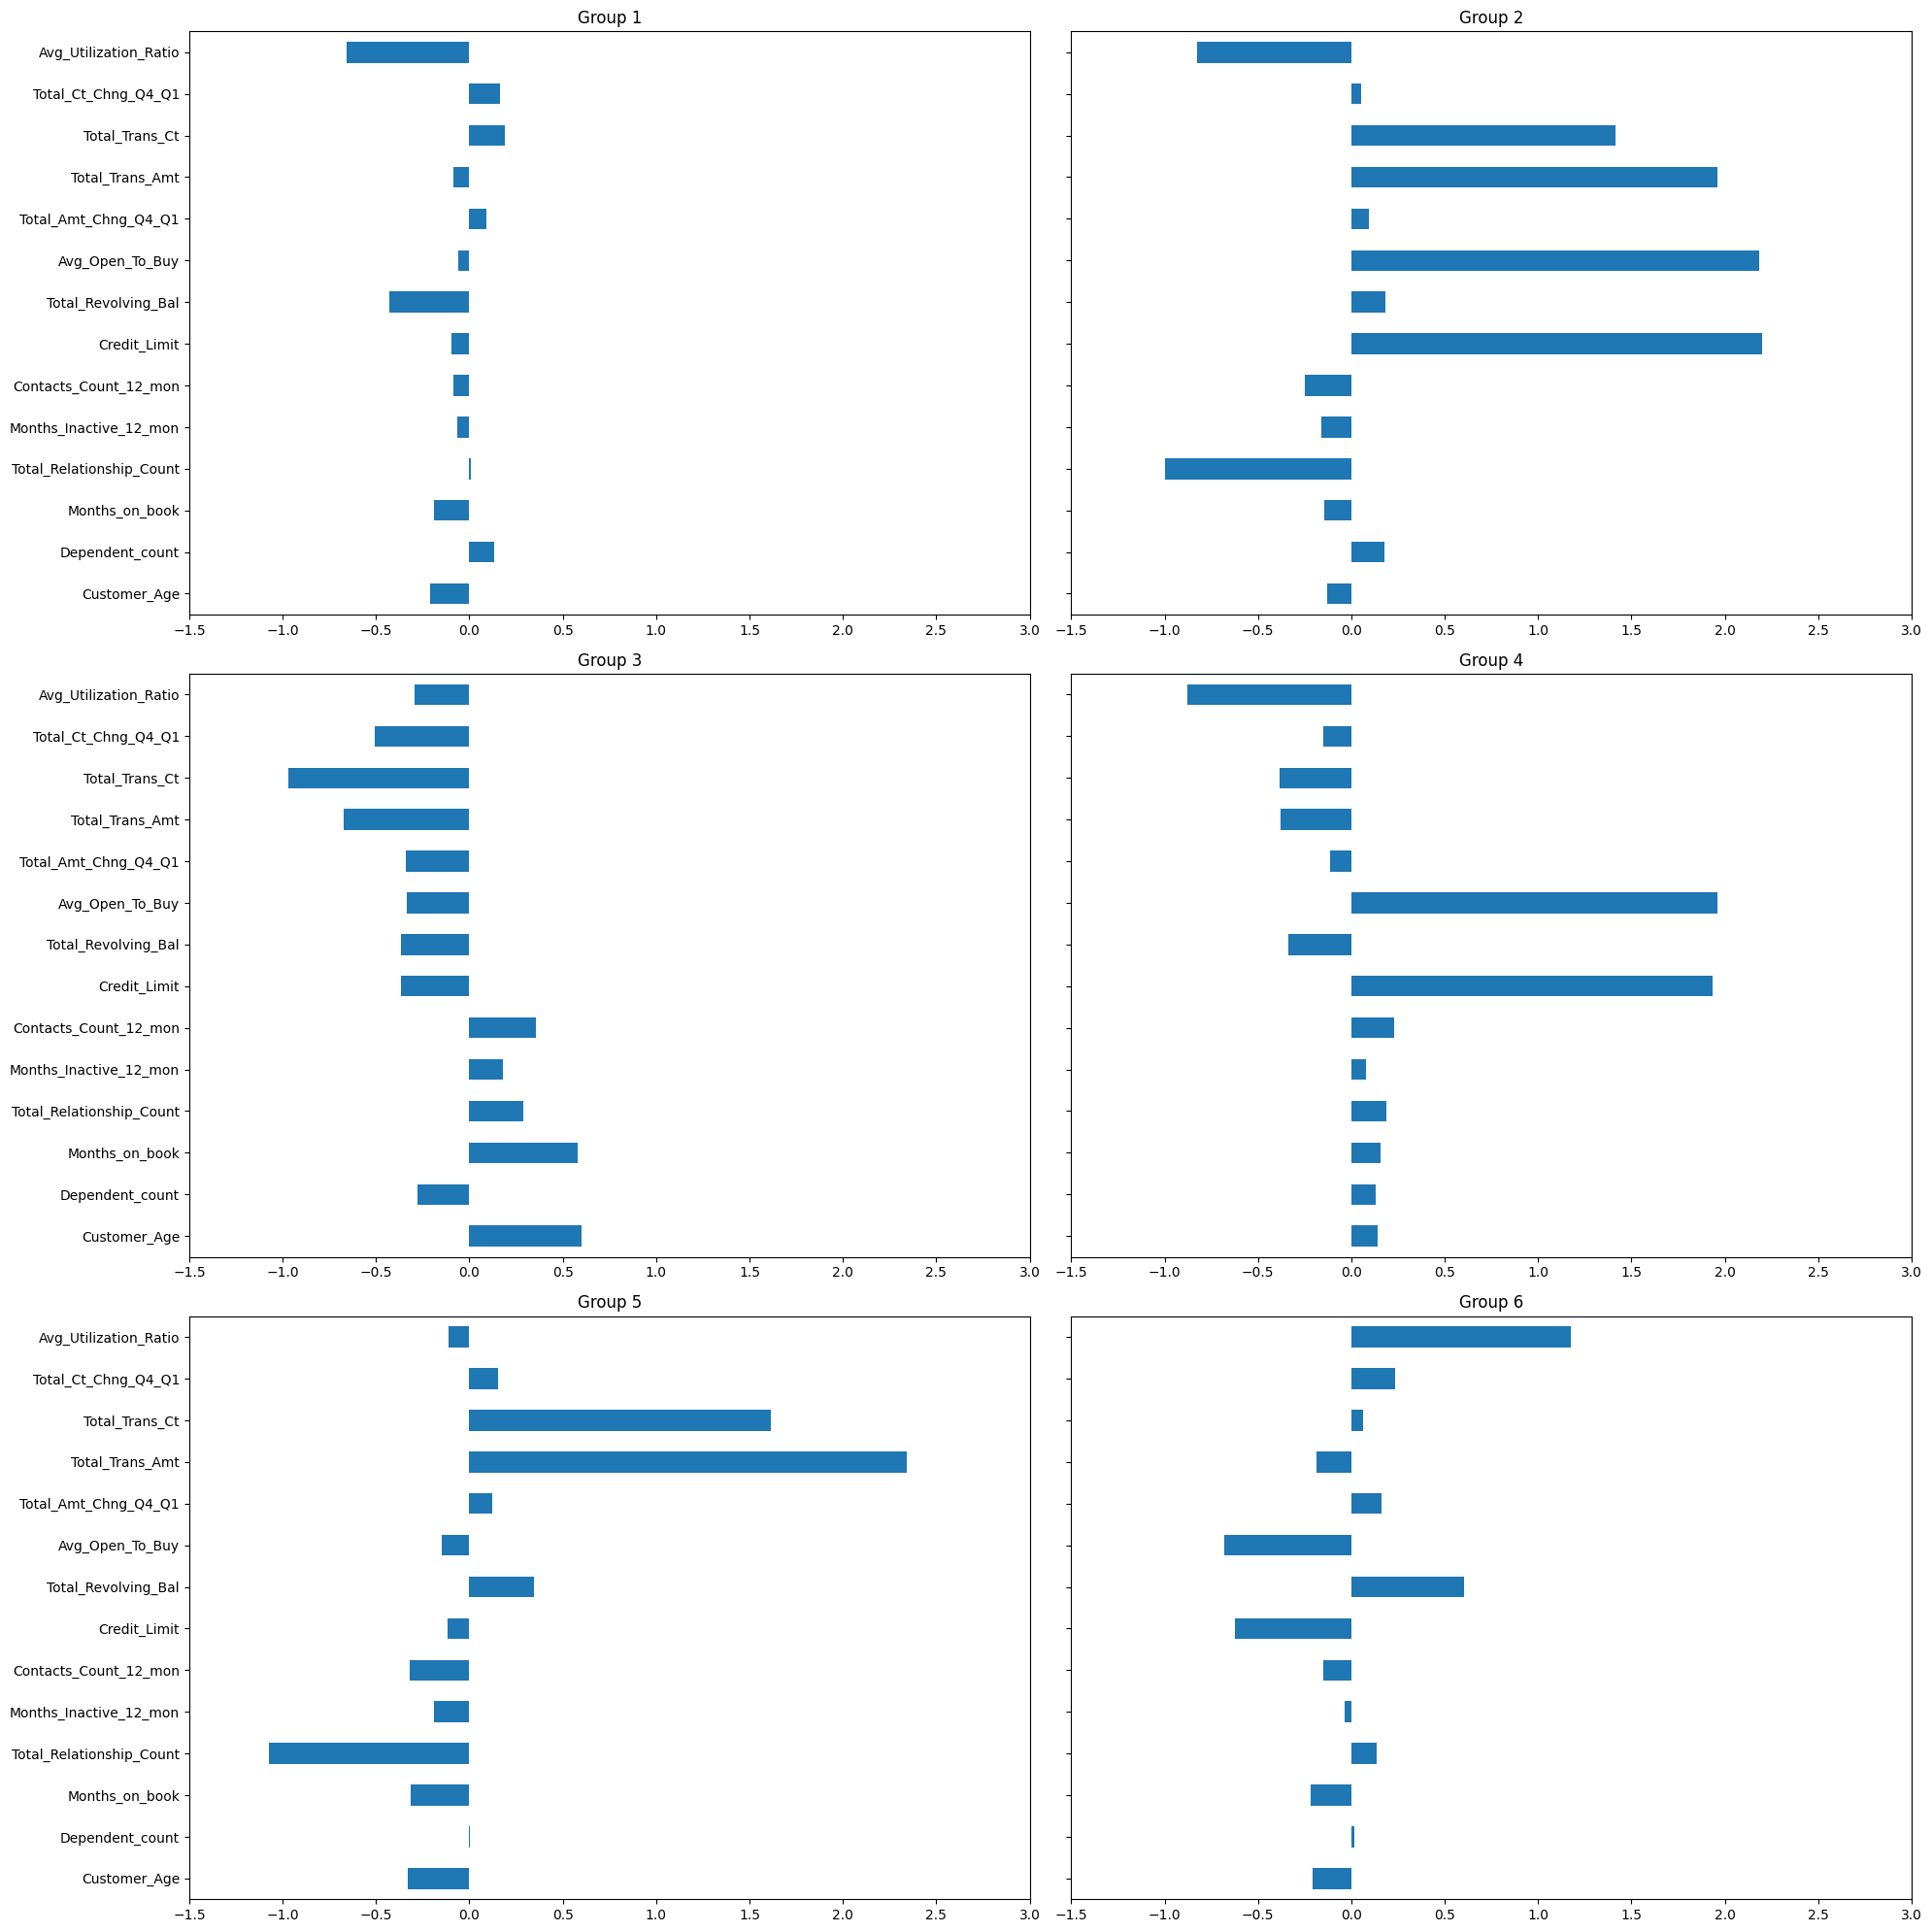 Group 1
Avg_Utilization_Ratio
Total_Ct_Chng_Q4_Q1
Total_Trans_Ct
Total_Trans_Amt
Total_Amt_Chng_Q4_Q1
Avg_Open_To_Buy
Total_Revolving_Bal
Credit_Limit
Contacts_Count_12_mon
Months_Inactive_12_mon
Total_Relationship_Count
Months_on_book
Dependent_count
Customer_Age
−1.5 −1.0 −0.5 0.0 0.5 1.0 1.5 2.0 2.5 3.0
Group 2
−1.5 −1.0 −0.5 0.0 0.5 1.0 1.5 2.0 2.5 3.0
Group 3
Avg_Utilization_Ratio
Total_Ct_Chng_Q4_Q1
Total_Trans_Ct
Total_Trans_Amt
Total_Amt_Chng_Q4_Q1
Avg_Open_To_Buy
Total_Revolving_Bal
Credit_Limit
Contacts_Count_12_mon
Months_Inactive_12_mon
Total_Relationship_Count
Months_on_book
Dependent_count
Customer_Age
−1.5 −1.0 −0.5 0.0 0.5 1.0 1.5 2.0 2.5 3.0
Group 4
−1.5 −1.0 −0.5 0.0 0.5 1.0 1.5 2.0 2.5 3.0
Group 5
Avg_Utilization_Ratio
Total_Ct_Chng_Q4_Q1
Total_Trans_Ct
Total_Trans_Amt
Total_Amt_Chng_Q4_Q1
Avg_Open_To_Buy
Total_Revolving_Bal
Credit_Limit
Contacts_Count_12_mon
Months_Inactive_12_mon
Total_Relationship_Count
Months_on_book
Dependent_count
Customer_Age
−1.5 −1.0 −0.5 0.0 0.5 1.0 1.5 2.0 2.5 3.0
Group 6
−1.5 −1.0 −0.5 0.0 0.5 1.0 1.5 2.0 2.5 3.0